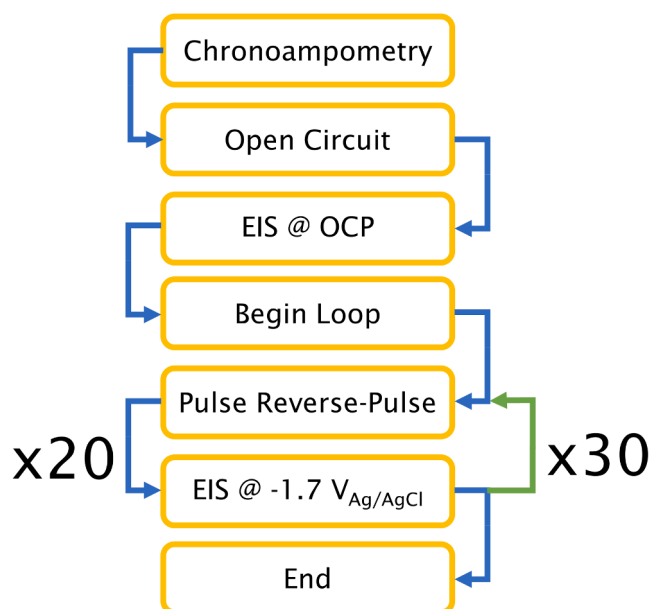 Chronoampometry
Open Circuit
EIS @ OCP
Begin Loop
Pulse Reverse-Pulse
x20
x30
EIS @ -1.7 VAg/AgCl
End